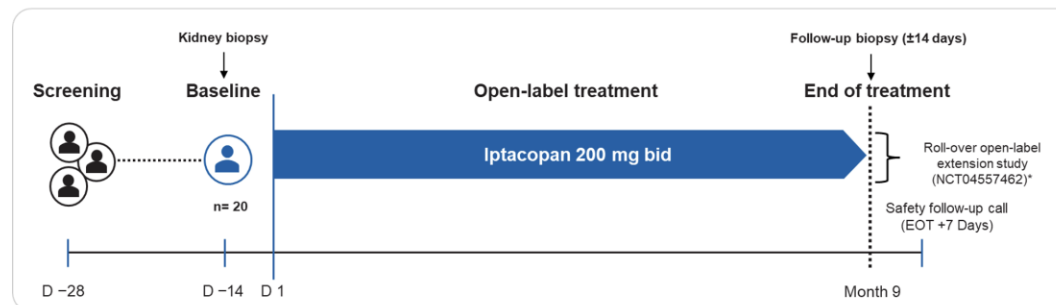 Kidney biopsy
Follow-up biopsy (±14 days)
Screening
Baseline
Open-label treatment
End of treatment
Iptacopan 200 mg bid
Roll-over open-label
extension study
(NCT04557462)*
n= 20
Safety follow-up call
(EOT +7 Days)
D −28
D −14
D 1
Month 9